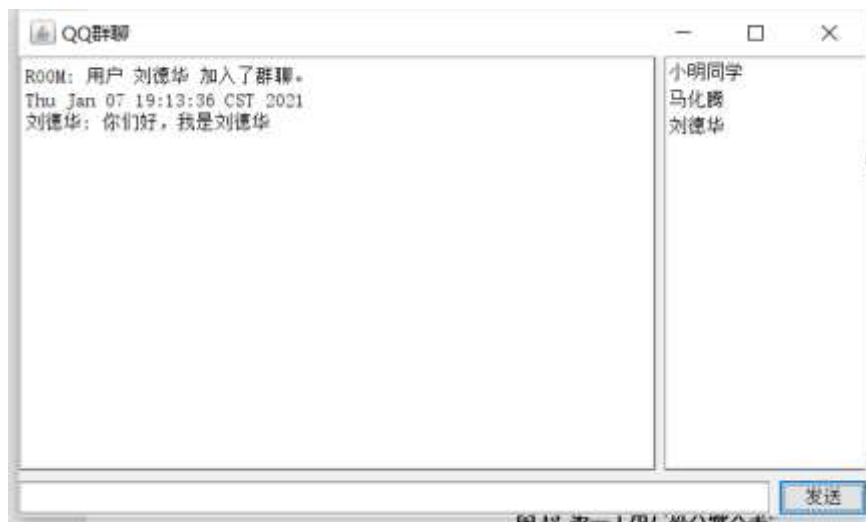 QQ群聊
ROOM: 用户 刘德华 加入了群聊。
Thu Jan 07 19:13:36 CST 2021
刘德华: 你们好，我是刘德华
小明同学
马化腾
刘德华
发送